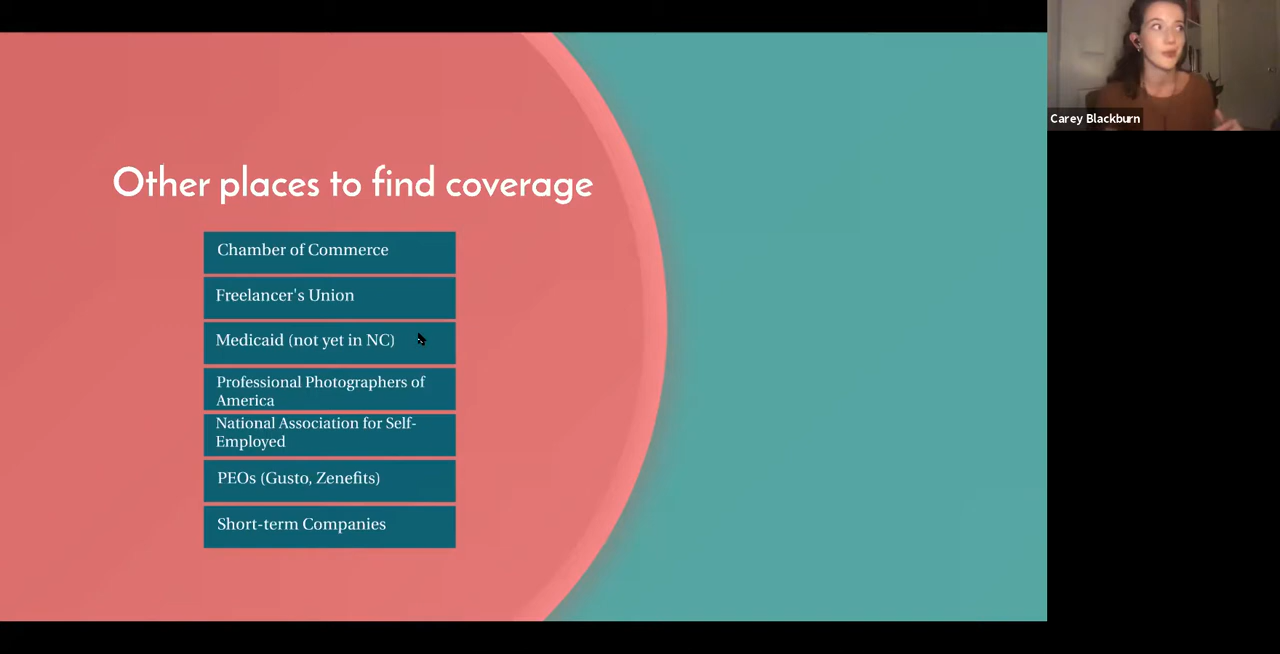 Other places to find coverage
Chamber of Commerce
Freelancer's Union
Medicaid (not yet in NC)
Professional Photographers of
America
National Association for Self-
Employed
PEOs (Gusto, Zenefits)
Short-term Companies
Carey Blackburn